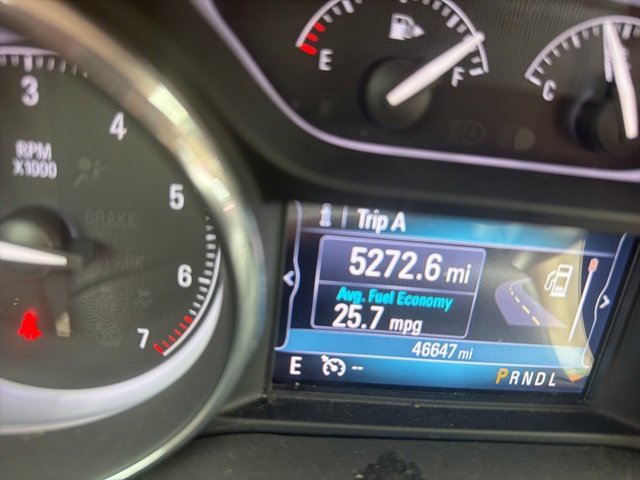 3
4
5
6
7
RPM
X1000
BRAKE
E
F
C
i | Trip A
5272.6 mi
Avg. Fuel Economy
25.7 mpg
46647 mi
E --
PRNDL